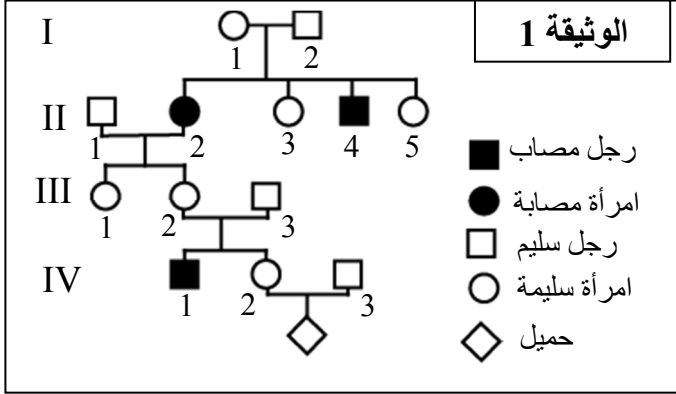 الوثيقة 1
I
1 2
II
1 2 3 4 5
III
1 2 3
IV
1 2 3
رجل مصاب
امرأة مصابة
رجل سليم
امرأة سليمة
حميل